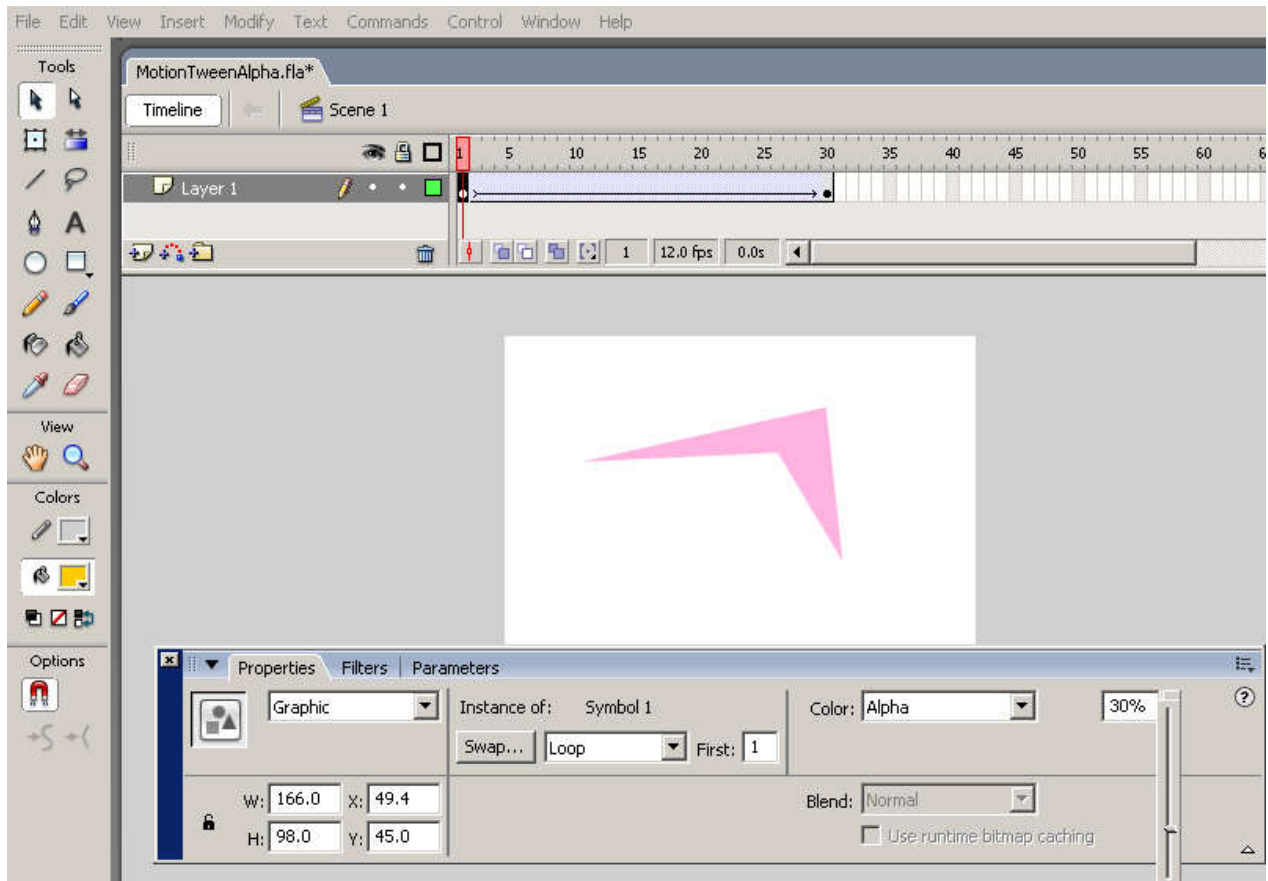 File Edit View Insert Modify Text Commands Control Window Help
Tools
MotionTweenAlpha.fla*
Timeline Scene 1
1 5 10 15 20 25 30 35 40 45 50 55 60 6
Layer 1
A
1 12.0 fps 0.0s
View
Colors
Options
Properties Filters Parameters
Graphic Instance of: Symbol 1 Color: Alpha 30% ?
Swap... Loop First: 1
W: 166.0 X: 49.4 Blend: Normal
H: 98.0 Y: 45.0 Use runtime bitmap caching